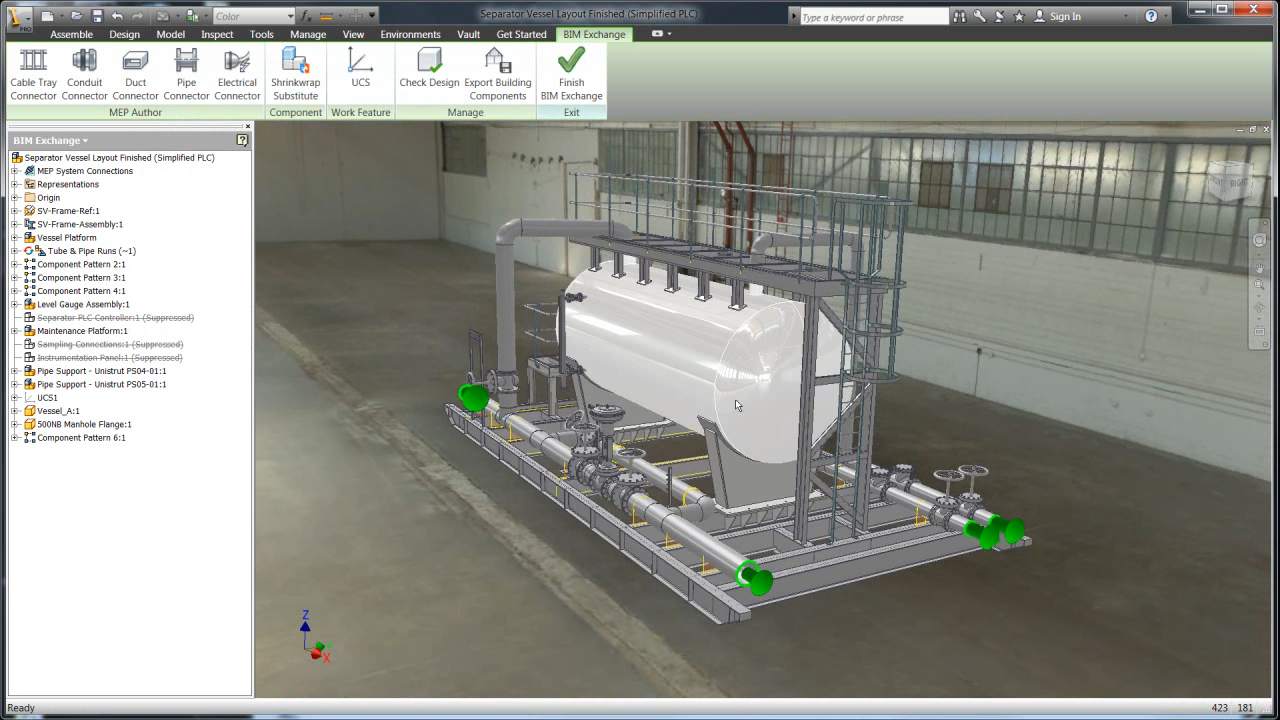 Separator Vessel Layout Finished (Simplified PLC)
PRO
Color
Type a keyword or phrase
Sign In
Assemble Design Model Inspect Tools Manage View Environments Vault Get Started BIM Exchange
Cable Tray Connector
Conduit Connector
Duct Connector
Pipe Connector
Electrical Connector
Shrinkwrap Substitute
UCS
Check Design
Export Building Components
Finish BIM Exchange
MEP Author Component Work Feature Manage Exit
BIM Exchange
Separator Vessel Layout Finished (Simplified PLC)
MEP System Connections
Representations
Origin
SV-Frame-Ref:1
SV-Frame-Assembly:1
Vessel Platform
Tube & Pipe Runs (~1)
Component Pattern 2:1
Component Pattern 3:1
Component Pattern 4:1
Level Gauge Assembly:1
Separator PLC Controller:1 (Suppressed)
Maintenance Platform:1
Sampling Connections:1 (Suppressed)
Instrumentation Panel:1 (Suppressed)
Pipe Support - Unistrut PS04-01:1
Pipe Support - Unistrut PS05-01:1
UCS1
Vessel_A:1
500NB Manhole Flange:1
Component Pattern 6:1
RIGHT
Z
X
Ready
423 181